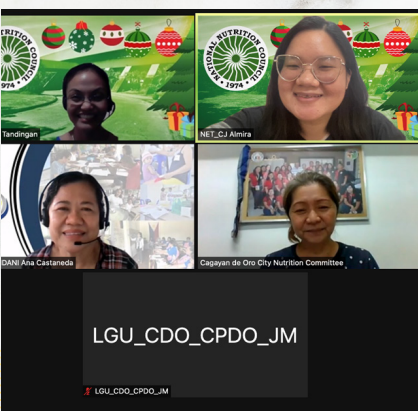 NATIONAL NUTRITION COUNCIL
1974
Tandingan
NATIONAL NUTRITION COUNCIL
• 1974 •
NET_CJ Almira
DANI Ana Castaneda
Cagayan de Oro City Nutrition Committee
LGU_CDO_CPDO_JM
LGU_CDO_CPDO_JM